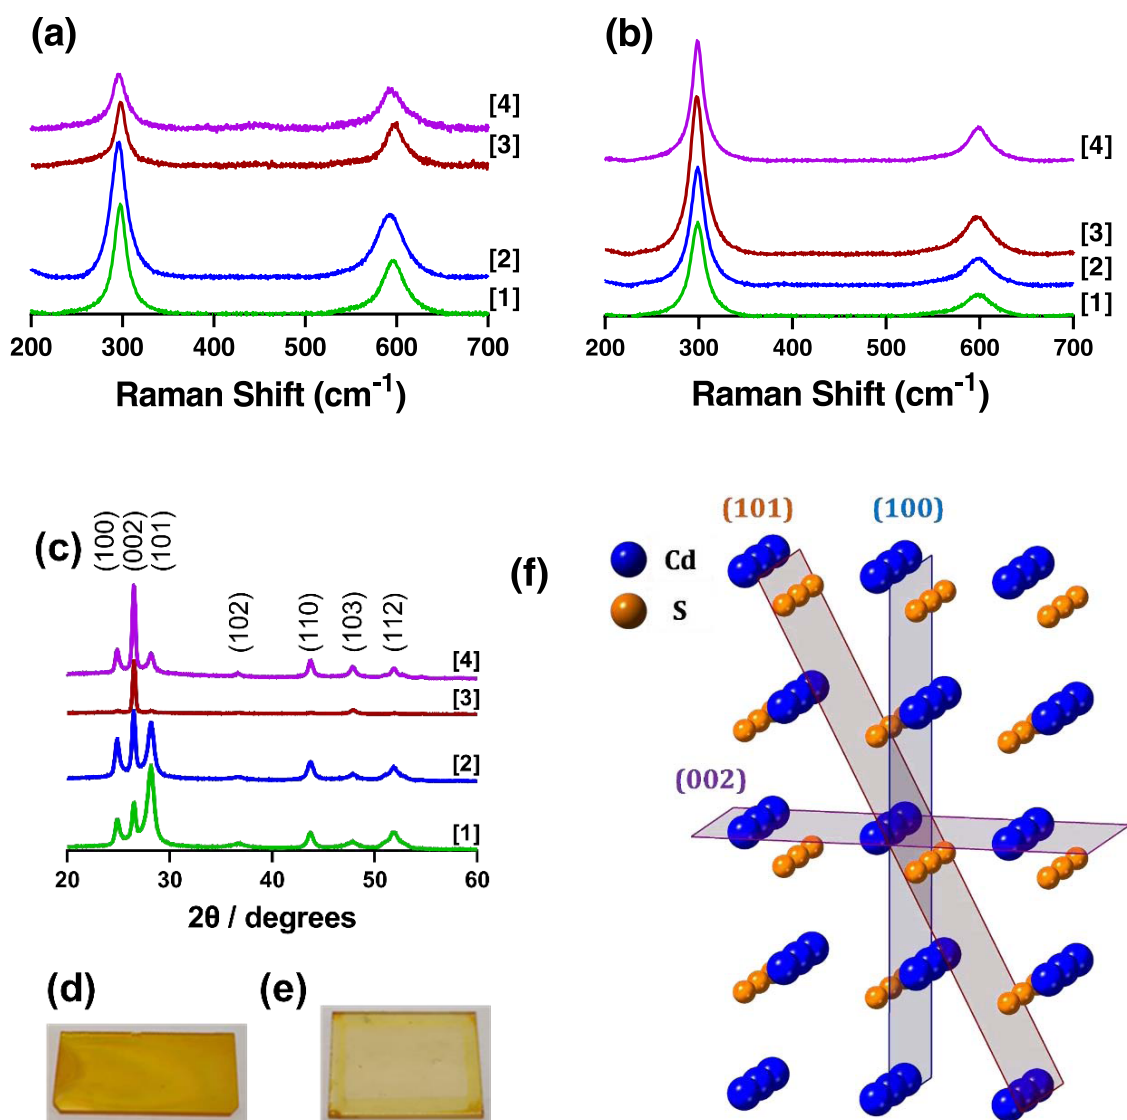 (a)
[4]
[3]
[2]
[1]
200 300 400 500 600 700
Raman Shift (cm⁻¹)
(b)
[4]
[3]
[2]
[1]
200 300 400 500 600 700
Raman Shift (cm⁻¹)
(c)
(100)
(002)
(101)
(102)
(110)
(103)
(112)
[4]
[3]
[2]
[1]
20 30 40 50 60
2θ / degrees
(d)
(e)
(f)
(101)
(100)
Cd
S
(002)